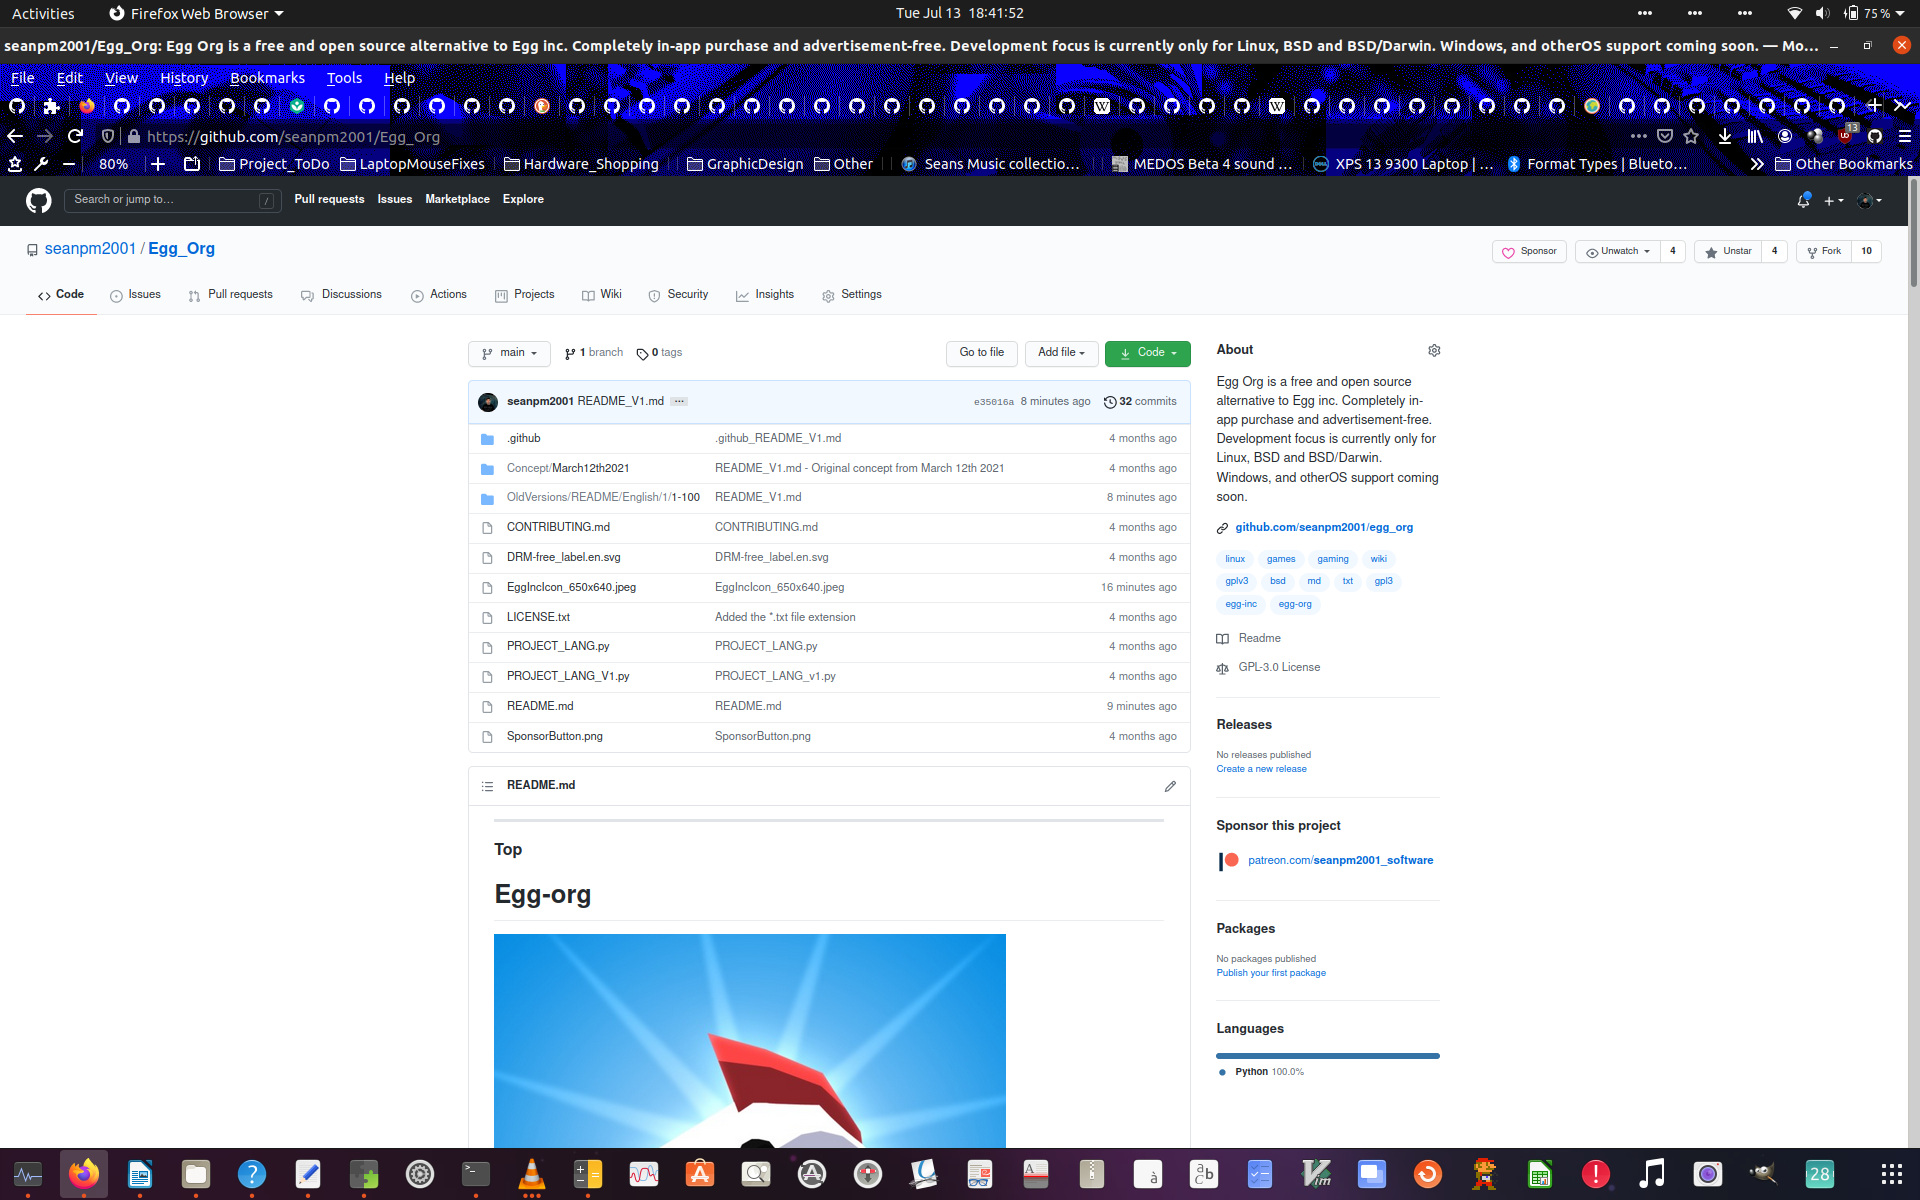 Activities
Firefox Web Browser
Tue Jul 13 18:41:52
75 %
seanpm2001/Egg_Org: Egg Org is a free and open source alternative to Egg inc. Completely in-app purchase and advertisement-free. Development focus is currently only for Linux, BSD and BSD/Darwin. Windows, and otherOS support coming soon. — Mo…
File Edit View History Bookmarks Tools Help
https://github.com/seanpm2001/Egg_Org
13
80%
Project_ToDo
LaptopMouseFixes
Hardware_Shopping
GraphicDesign
Other
Seans Music collectio…
MEDOS Beta 4 sound …
XPS 13 9300 Laptop | …
Format Types | Blueto…
Other Bookmarks
Search or jump to…
/
Pull requests Issues Marketplace Explore
seanpm2001 / Egg_Org
Sponsor
Unwatch 4
Unstar 4
Fork 10
Code
Issues
Pull requests
Discussions
Actions
Projects
Wiki
Security
Insights
Settings
main
1 branch
0 tags
Go to file
Add file
Code
seanpm2001 README_V1.md
e35016a 8 minutes ago
32 commits
.github .github_README_V1.md 4 months ago
Concept/March12th2021 README_V1.md - Original concept from March 12th 2021 4 months ago
OldVersions/README/English/1/1-100 README_V1.md 8 minutes ago
CONTRIBUTING.md CONTRIBUTING.md 4 months ago
DRM-free_label.en.svg DRM-free_label.en.svg 4 months ago
EggIncIcon_650x640.jpeg EggIncIcon_650x640.jpeg 16 minutes ago
LICENSE.txt Added the *.txt file extension 4 months ago
PROJECT_LANG.py PROJECT_LANG.py 4 months ago
PROJECT_LANG_V1.py PROJECT_LANG_v1.py 4 months ago
README.md README.md 9 minutes ago
SponsorButton.png SponsorButton.png 4 months ago
README.md
Top
Egg-org
About
Egg Org is a free and open source
alternative to Egg inc. Completely in-
app purchase and advertisement-free.
Development focus is currently only for
Linux, BSD and BSD/Darwin.
Windows, and otherOS support coming
soon.
github.com/seanpm2001/egg_org
linux games gaming wiki
gplv3 bsd md txt gpl3
egg-inc egg-org
Readme
GPL-3.0 License
Releases
No releases published
Create a new release
Sponsor this project
patreon.com/seanpm2001_software
Packages
No packages published
Publish your first package
Languages
Python 100.0%
28